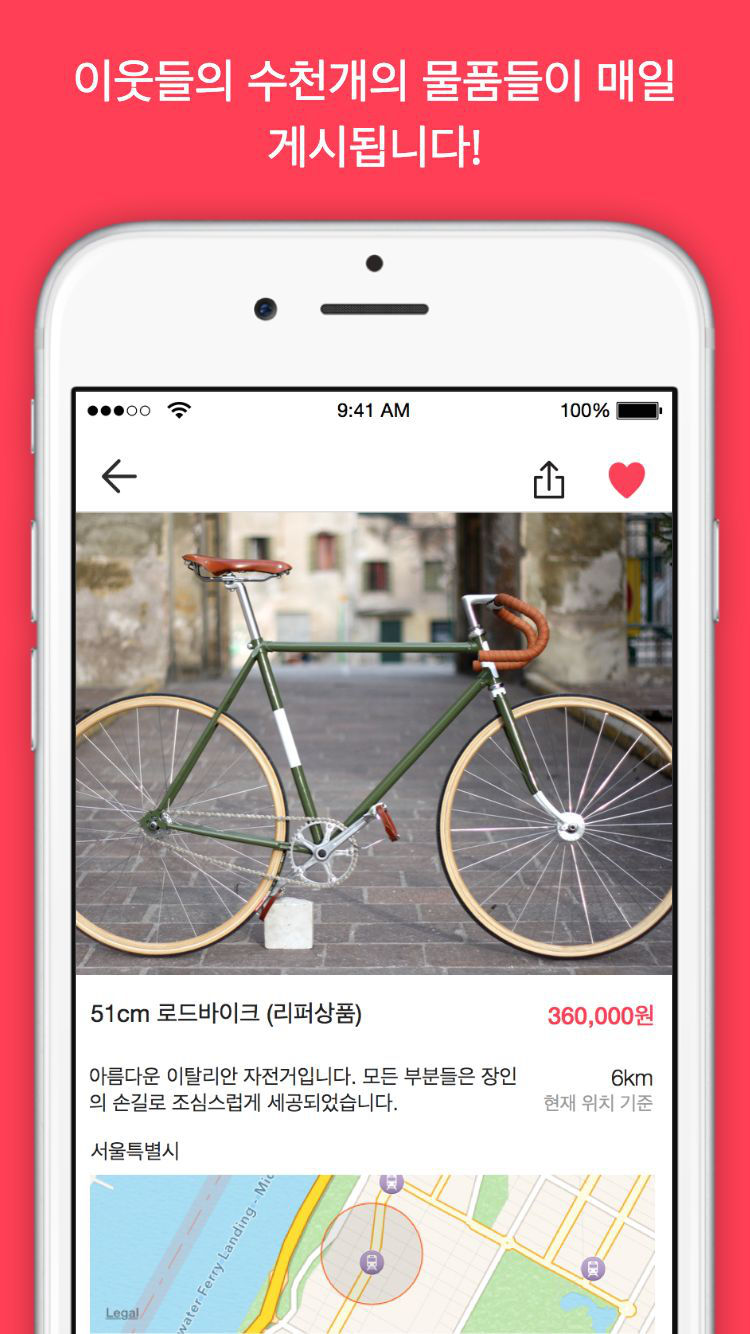 이웃들의 수천개의 물품들이 매일
게시됩니다!
9:41 AM
100%
51cm 로드바이크 (리퍼상품)
360,000원
아름다운 이탈리안 자전거입니다. 모든 부분들은 장인
의 손길로 조심스럽게 세공되었습니다.
6km
현재 위치 기준
서울특별시
water Ferry Landing - Mid
Legal